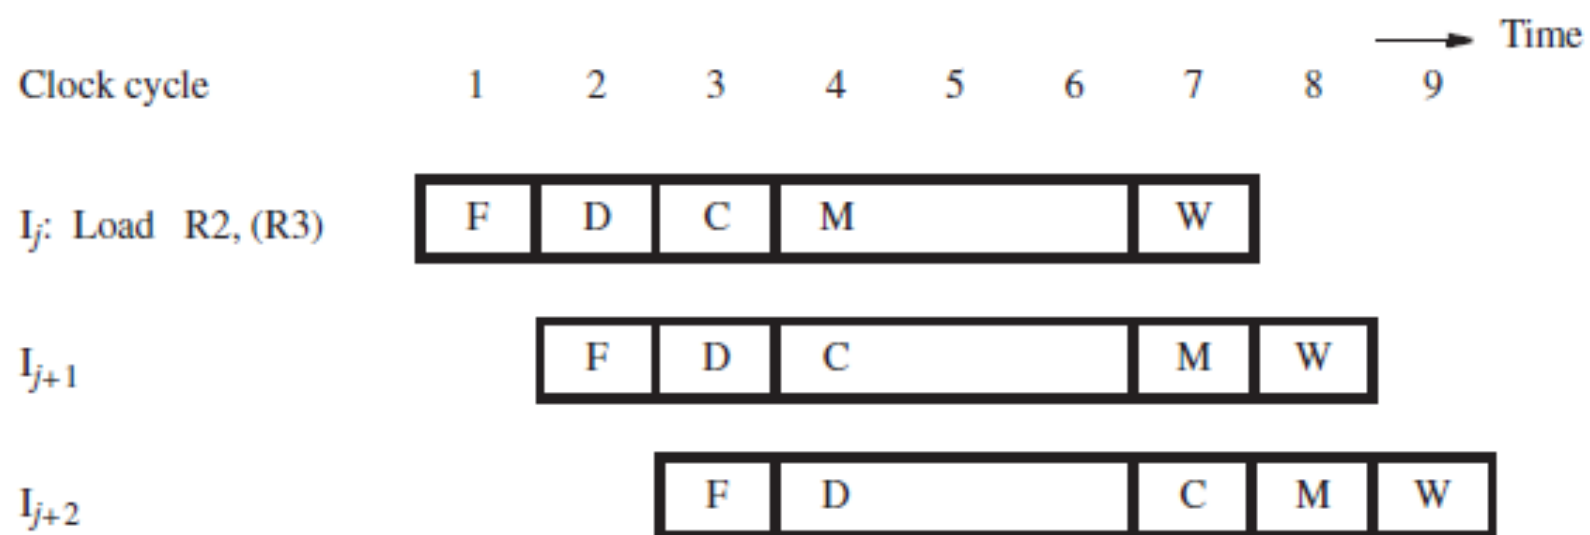 Time
Clock cycle 1 2 3 4 5 6 7 8 9
Ij: Load R2, (R3) F D C M W
Ij+1 F D C M W
Ij+2 F D C M W